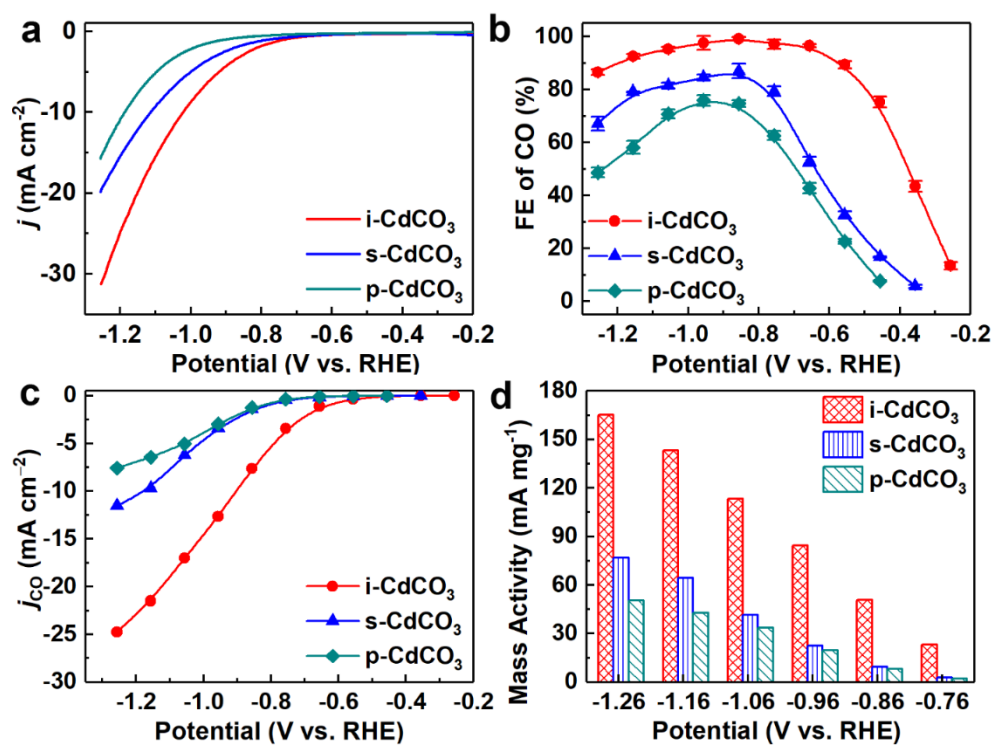 a
0
-10
-20
-30
j (mA cm⁻²)
i-CdCO₃
s-CdCO₃
p-CdCO₃
-1.2 -1.0 -0.8 -0.6 -0.4 -0.2
Potential (V vs. RHE)
b
100
80
60
40
20
0
FE of CO (%)
i-CdCO₃
s-CdCO₃
p-CdCO₃
-1.2 -1.0 -0.8 -0.6 -0.4 -0.2
Potential (V vs. RHE)
c
0
-5
-10
-15
-20
-25
-30
j_CO (mA cm⁻²)
i-CdCO₃
s-CdCO₃
p-CdCO₃
-1.2 -1.0 -0.8 -0.6 -0.4 -0.2
Potential (V vs. RHE)
d
180
150
120
90
60
30
0
Mass Activity (mA mg⁻¹)
i-CdCO₃
s-CdCO₃
p-CdCO₃
-1.26 -1.16 -1.06 -0.96 -0.86 -0.76
Potential (V vs. RHE)